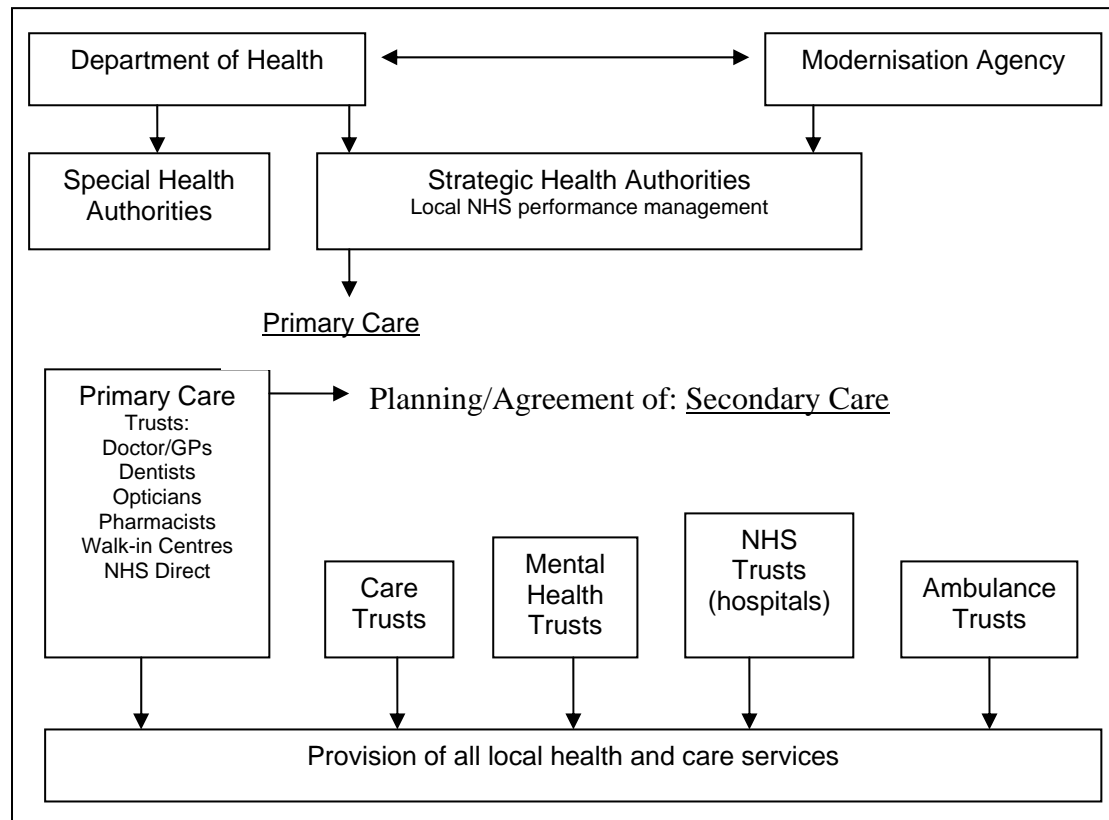 Department of Health
Modernisation Agency
Special Health
Authorities
Strategic Health Authorities
Local NHS performance management
Primary Care
Primary Care
Trusts:
Doctor/GPs
Dentists
Opticians
Pharmacists
Walk-in Centres
NHS Direct
Planning/Agreement of: Secondary Care
Care
Trusts
Mental
Health
Trusts
NHS
Trusts
(hospitals)
Ambulance
Trusts
Provision of all local health and care services